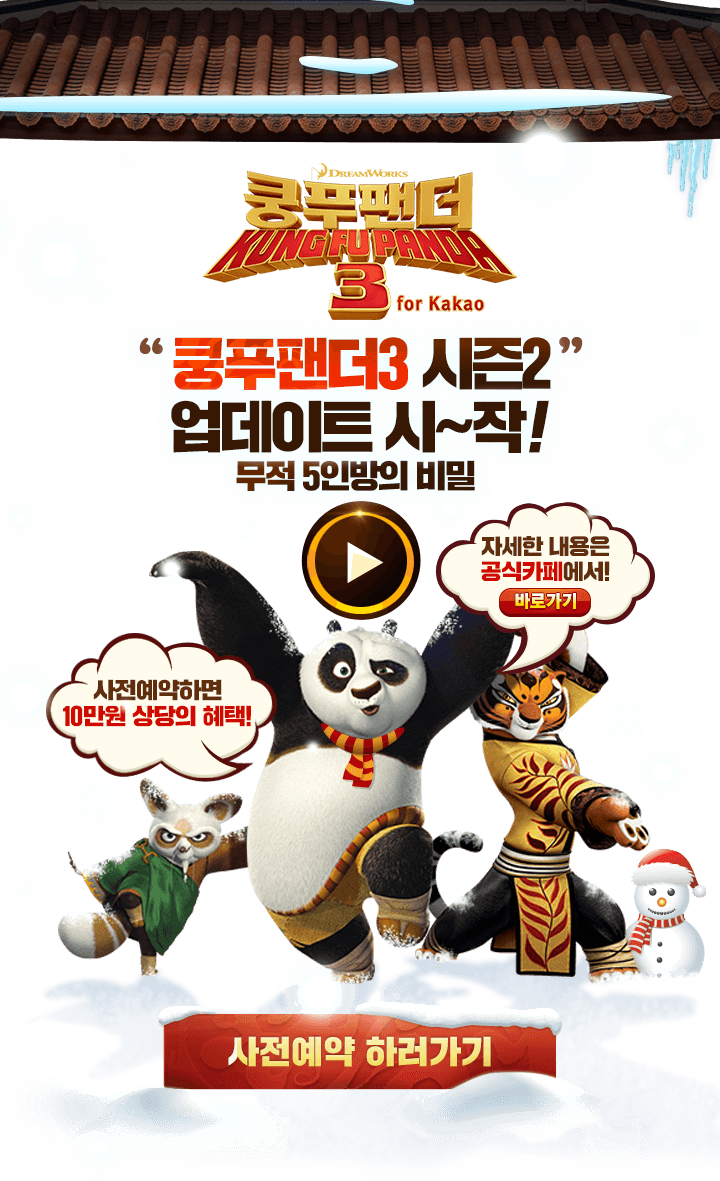 DREAMWORKS
쿵푸팬더
KUNG FU PANDA
3 for Kakao
“쿵푸팬더3 시즌2”
업데이트 시~작!
무적 5인방의 비밀
자세한 내용은
공식카페에서!
바로가기
사전예약하면
10만원 상당의 혜택!
사전예약 하러가기